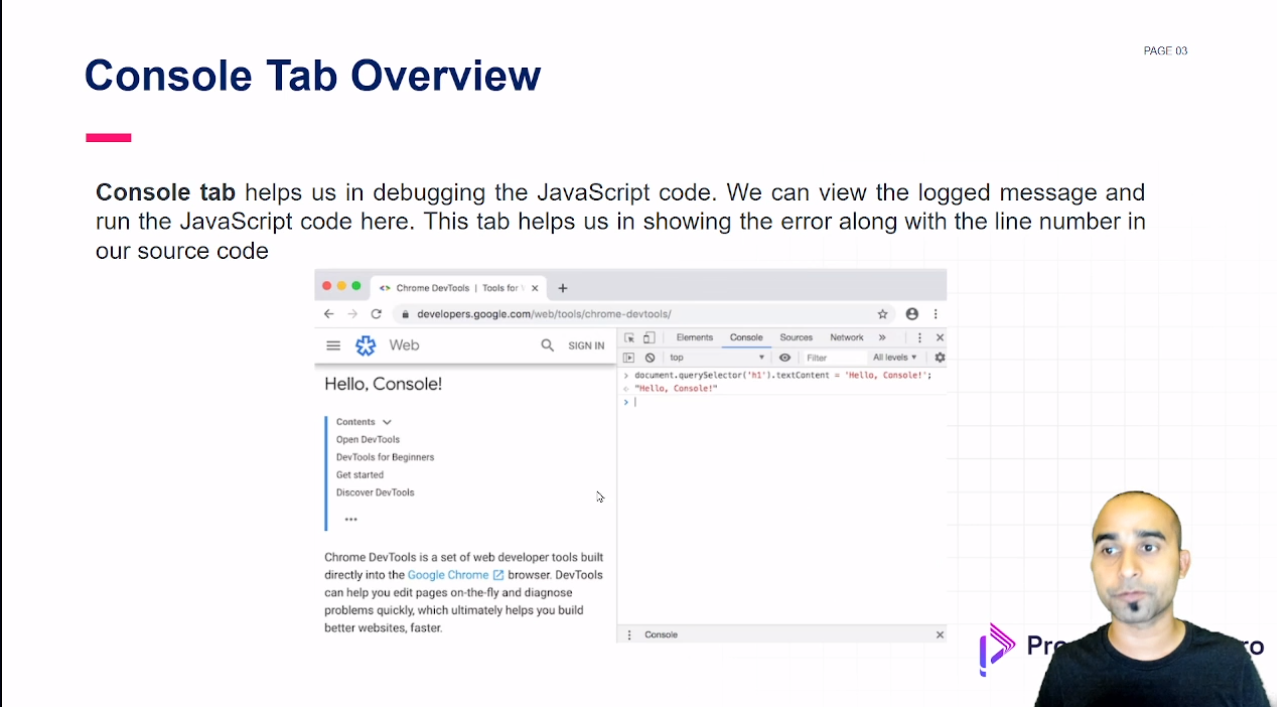 PAGE 03
Console Tab Overview
Console tab helps us in debugging the JavaScript code. We can view the logged message and
run the JavaScript code here. This tab helps us in showing the error along with the line number in
our source code
Chrome DevTools | Tools for
developers.google.com/web/tools/chrome-devtools/
Web
SIGN IN
Hello, Console!
Contents
Open DevTools
DevTools for Beginners
Get started
Discover DevTools
Chrome DevTools is a set of web developer tools built
directly into the Google Chrome browser. DevTools
can help you edit pages on-the-fly and diagnose
problems quickly, which ultimately helps you build
better websites, faster.
Elements Console Sources Network »
top Filter All levels
> document.querySelector('h1').textContent = 'Hello, Console!';
< "Hello, Console!"
>
Console